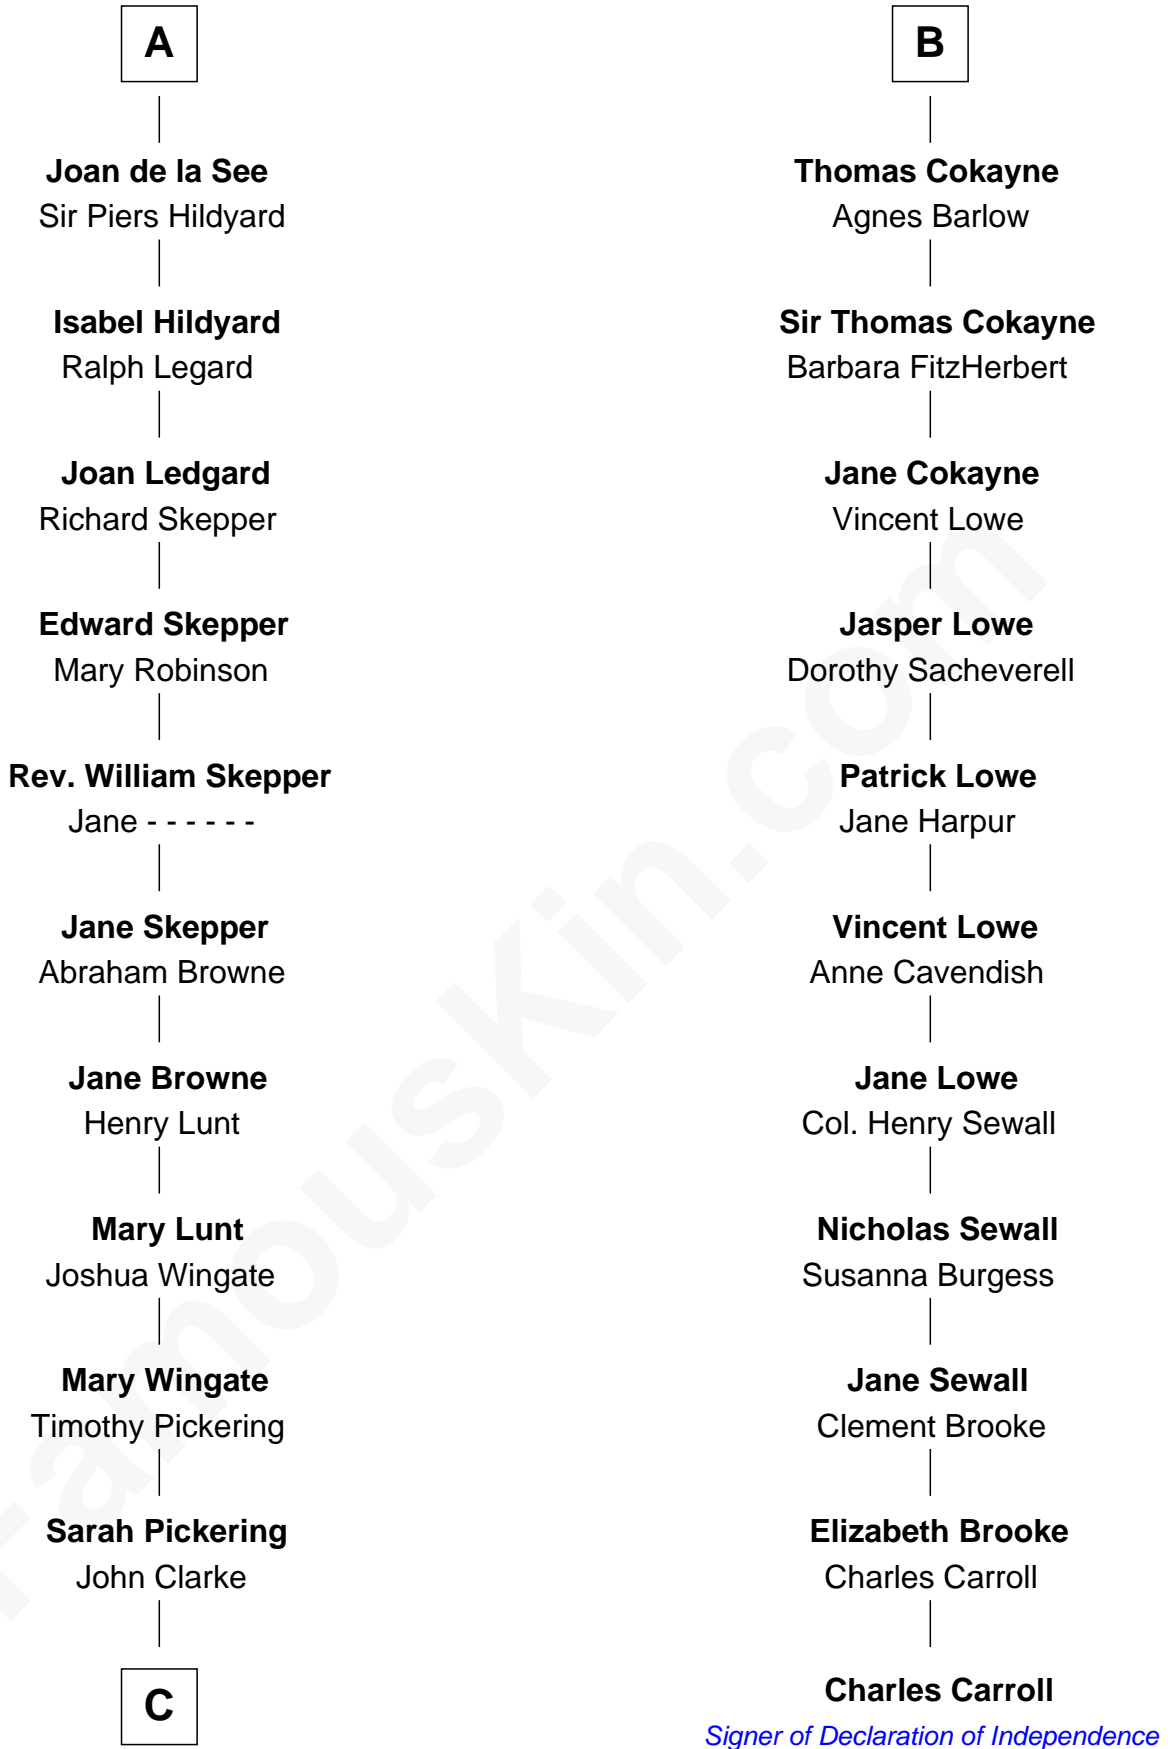 A
Joan de la See
Sir Piers Hildyard
Isabel Hildyard
Ralph Legard
Joan Ledgard
Richard Skepper
Edward Skepper
Mary Robinson
Rev. William Skepper
Jane - - - - - -
Jane Skepper
Abraham Browne
Jane Browne
Henry Lunt
Mary Lunt
Joshua Wingate
Mary Wingate
Timothy Pickering
Sarah Pickering
John Clarke
C
B
Thomas Cokayne
Agnes Barlow
Sir Thomas Cokayne
Barbara FitzHerbert
Jane Cokayne
Vincent Lowe
Jasper Lowe
Dorothy Sacheverell
Patrick Lowe
Jane Harpur
Vincent Lowe
Anne Cavendish
Jane Lowe
Col. Henry Sewall
Nicholas Sewall
Susanna Burgess
Jane Sewall
Clement Brooke
Elizabeth Brooke
Charles Carroll
Charles Carroll
Signer of Declaration of Independence
FamousKin.com